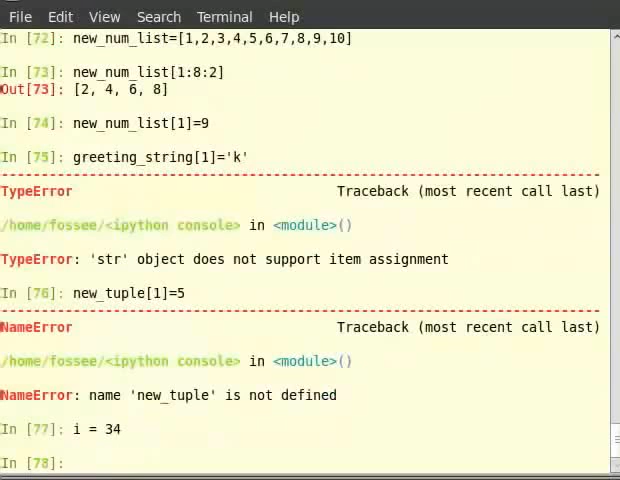 File Edit View Search Terminal Help
In [72]: new_num_list=[1,2,3,4,5,6,7,8,9,10]
In [73]: new_num_list[1:8:2]
Out[73]: [2, 4, 6, 8]
In [74]: new_num_list[1]=9
In [75]: greeting_string[1]='k'
---------------------------------------------------------------------------
TypeError Traceback (most recent call last)
/home/fossee/<ipython console> in <module>()
TypeError: 'str' object does not support item assignment
In [76]: new_tuple[1]=5
---------------------------------------------------------------------------
NameError Traceback (most recent call last)
/home/fossee/<ipython console> in <module>()
NameError: name 'new_tuple' is not defined
In [77]: i = 34
In [78]: